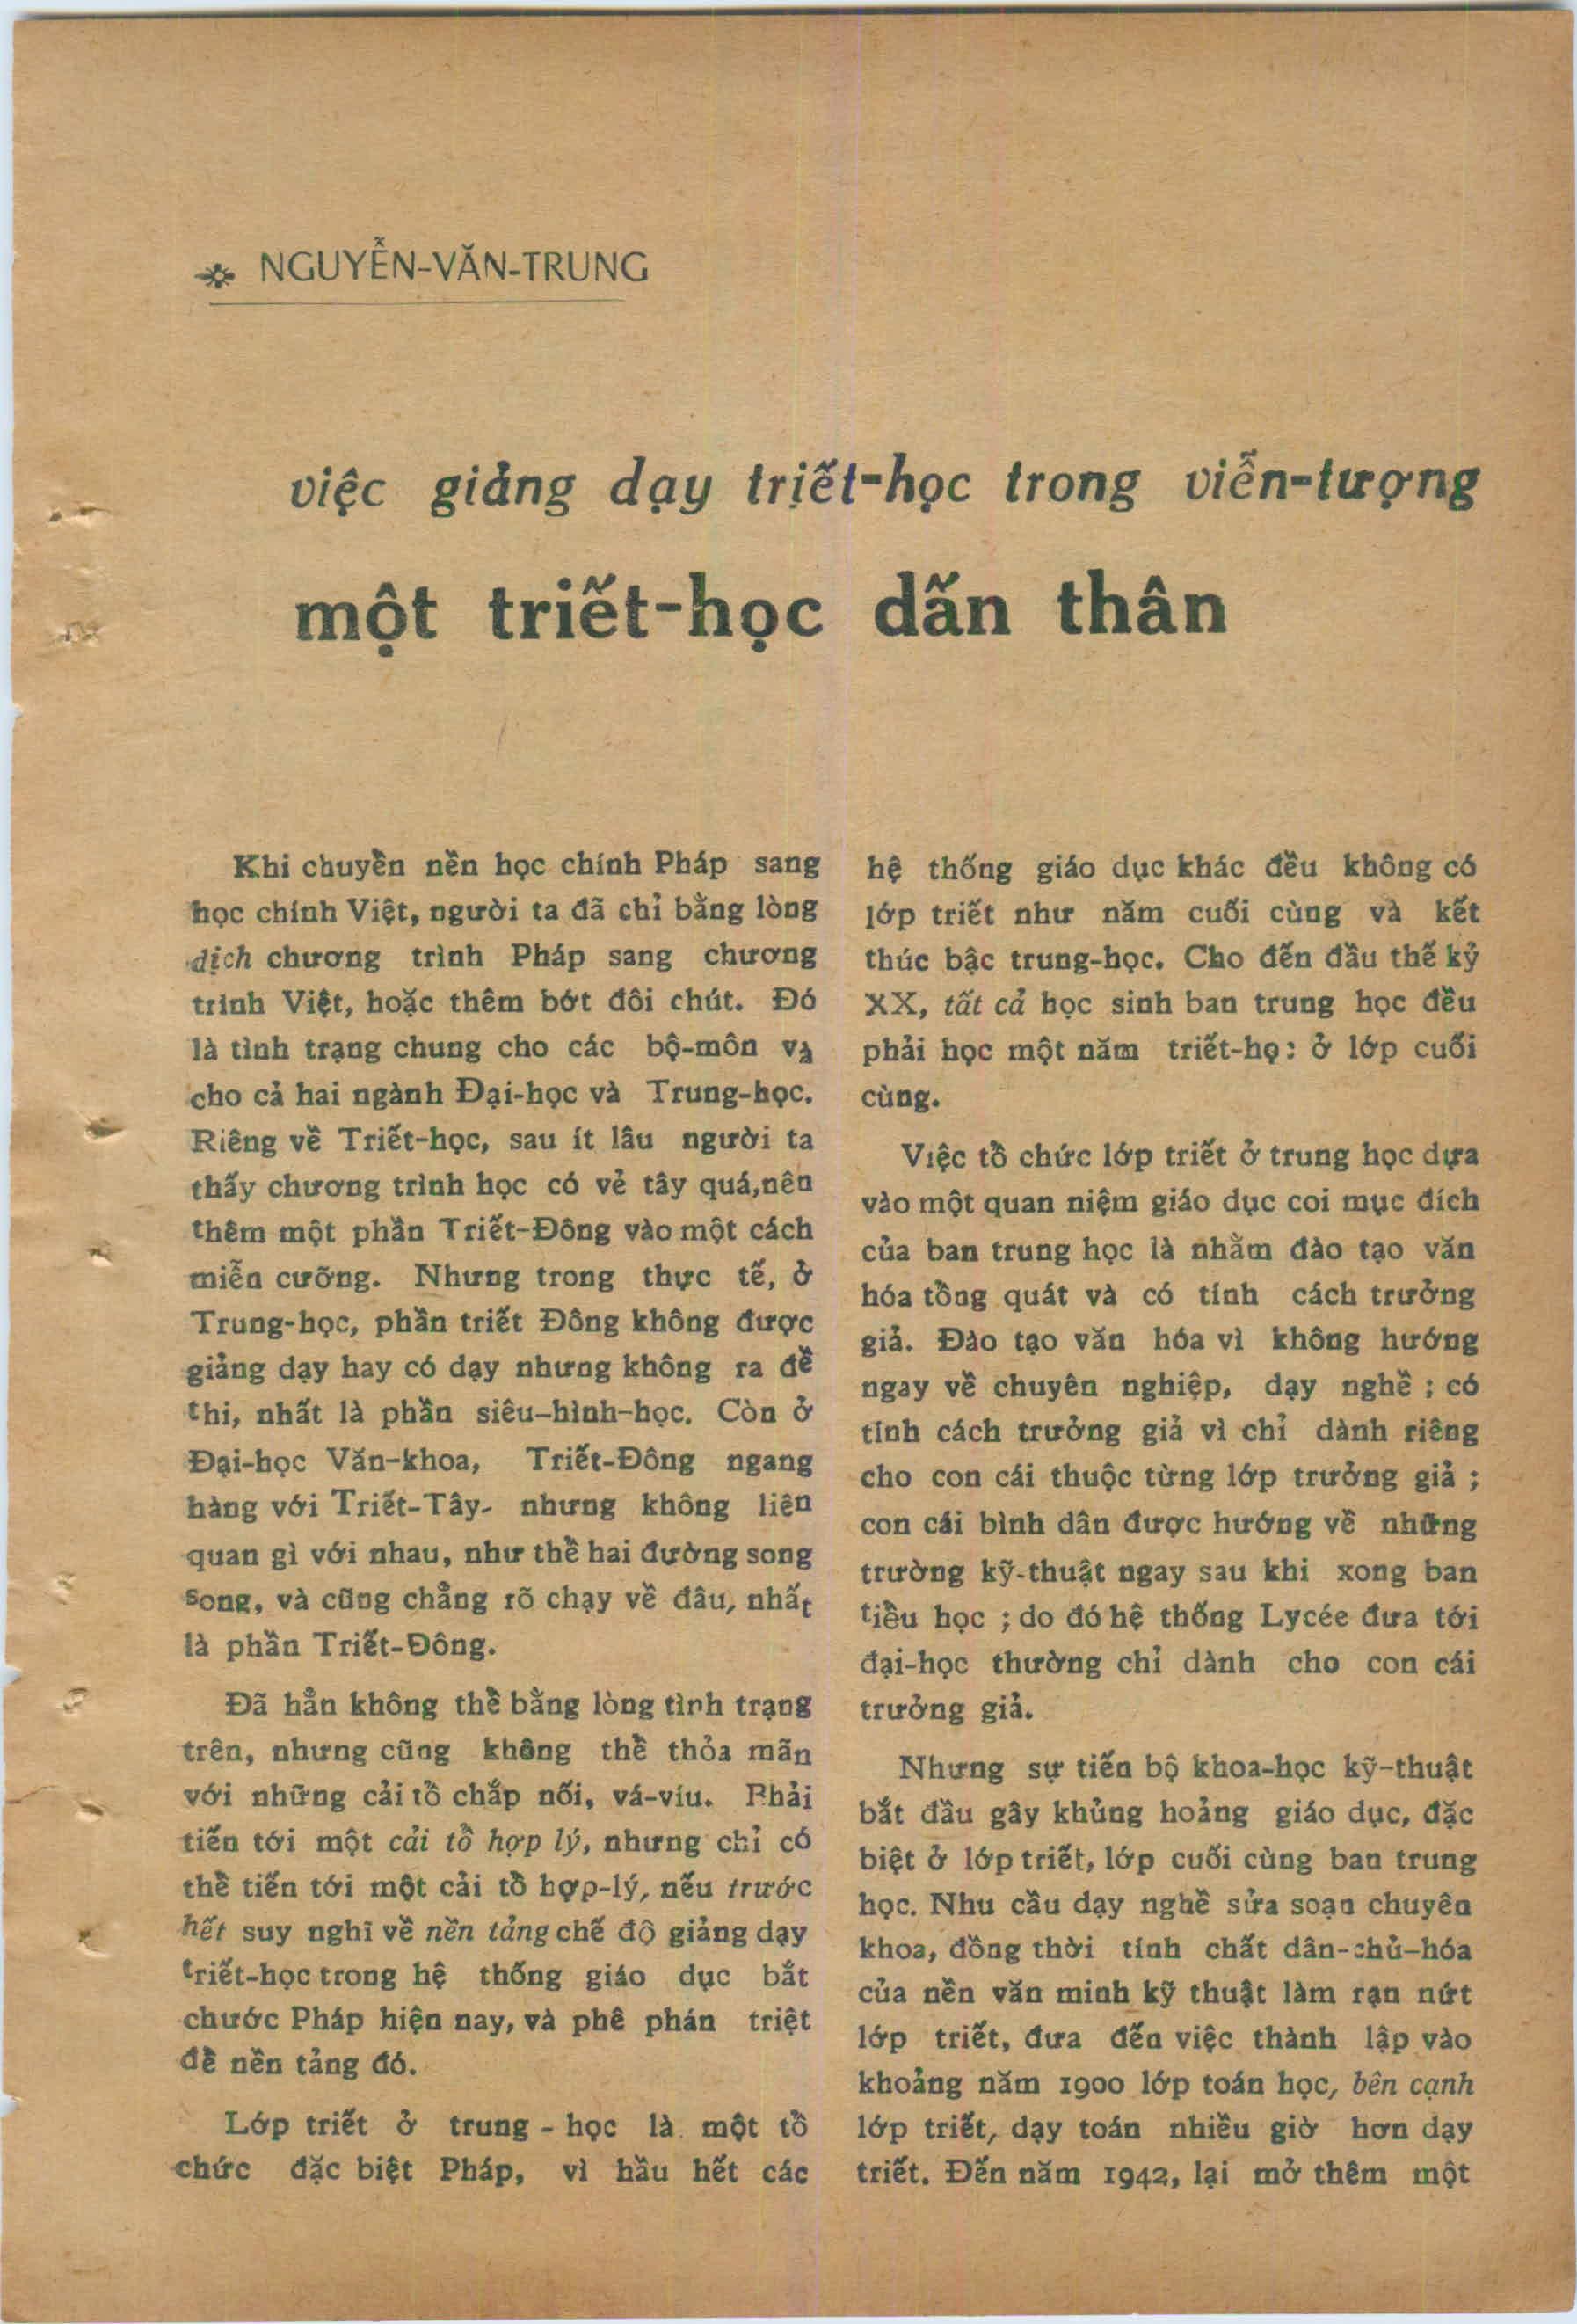 NGUYỄN-VĂN-TRUNG
việc giảng dạy triết-học trong viễn-tượng
một triết-học dấn thân
Khi chuyển nền học chính Pháp sang
học chính Việt, người ta đã chỉ bằng lòng
dịch chương trình Pháp sang chương
trình Việt, hoặc thêm bớt đôi chút. Đó
là tình trạng chung cho các bộ-môn và
cho cả hai ngành Đại-học và Trung-học.
Riêng về Triết-học, sau ít lâu người ta
thấy chương trình học có vẻ tây quá,nên
thêm một phần Triết-Đông vào một cách
miễn cưỡng. Nhưng trong thực tế, ở
Trung-học, phần triết Đông không được
giảng dạy hay có dạy nhưng không ra đề
thi, nhất là phần siêu-hình-học. Còn ở
Đại-học Văn-khoa, Triết-Đông ngang
hàng với Triết-Tây- nhưng không liên
quan gì với nhau, như thể hai đường song
song, và cũng chẳng rõ chạy về đâu, nhất
là phần Triết-Đông.
Đã hẳn không thể bằng lòng tình trạng
trên, nhưng cũng không thể thỏa mãn
với những cải tổ chắp nối, vá-víu. Phải
tiến tới một cải tổ hợp lý, nhưng chỉ có
thể tiến tới một cải tổ hợp-lý, nếu trước
hết suy nghĩ về nền tảng chế độ giảng dạy
triết-học trong hệ thống giáo dục bắt
chước Pháp hiện nay, và phê phán triệt
để nền tảng đó.
Lớp triết ở trung - học là một tổ
chức đặc biệt Pháp, vì hầu hết các
hệ thống giáo dục khác đều không có
lớp triết như năm cuối cùng và kết
thúc bậc trung-học. Cho đến đầu thế kỷ
XX, tất cả học sinh ban trung học đều
phải học một năm triết-họ: ở lớp cuối
cùng.
Việc tổ chức lớp triết ở trung học dựa
vào một quan niệm giáo dục coi mục đích
của ban trung học là nhằm đào tạo văn
hóa tổng quát và có tính cách trưởng
giả. Đào tạo văn hóa vì không hướng
ngay về chuyên nghiệp, dạy nghề ; có
tính cách trưởng giả vì chỉ dành riêng
cho con cái thuộc từng lớp trưởng giả ;
con cái bình dân được hướng về những
trường kỹ-thuật ngay sau khi xong ban
tiểu học ; do đó hệ thống Lycée đưa tới
đại-học thường chỉ dành cho con cái
trưởng giả.
Nhưng sự tiến bộ khoa-học kỹ-thuật
bắt đầu gây khủng hoảng giáo dục, đặc
biệt ở lớp triết, lớp cuối cùng ban trung
học. Nhu cầu dạy nghề sửa soạn chuyên
khoa, đồng thời tính chất dân-chủ-hóa
của nền văn minh kỹ thuật làm rạn nứt
lớp triết, đưa đến việc thành lập vào
khoảng năm 1900 lớp toán học, bên cạnh
lớp triết, dạy toán nhiều giờ hơn dạy
triết. Đến năm 1942, lại mở thêm một